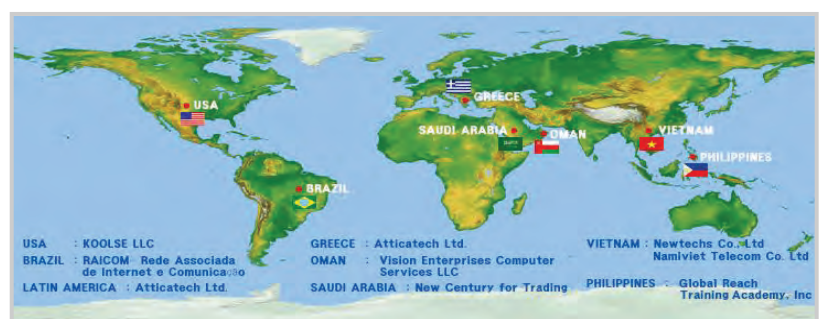 USA
GREECE
SAUDI ARABIA
OMAN
VIETNAM
PHILIPPINES
BRAZIL
USA : KOOLSE LLC
BRAZIL : RAICOM Rede Associada
de Internet e Comunicação
LATIN AMERICA : Atticatech Ltd.
GREECE : Atticatech Ltd.
OMAN : Vision Enterprises Computer
Services LLC
SAUDI ARABIA : New Century for Trading
VIETNAM : Newtechs Co., Ltd
Namiviet Telecom Co. Ltd
PHILIPPINES : Global Reach
Training Academy, Inc